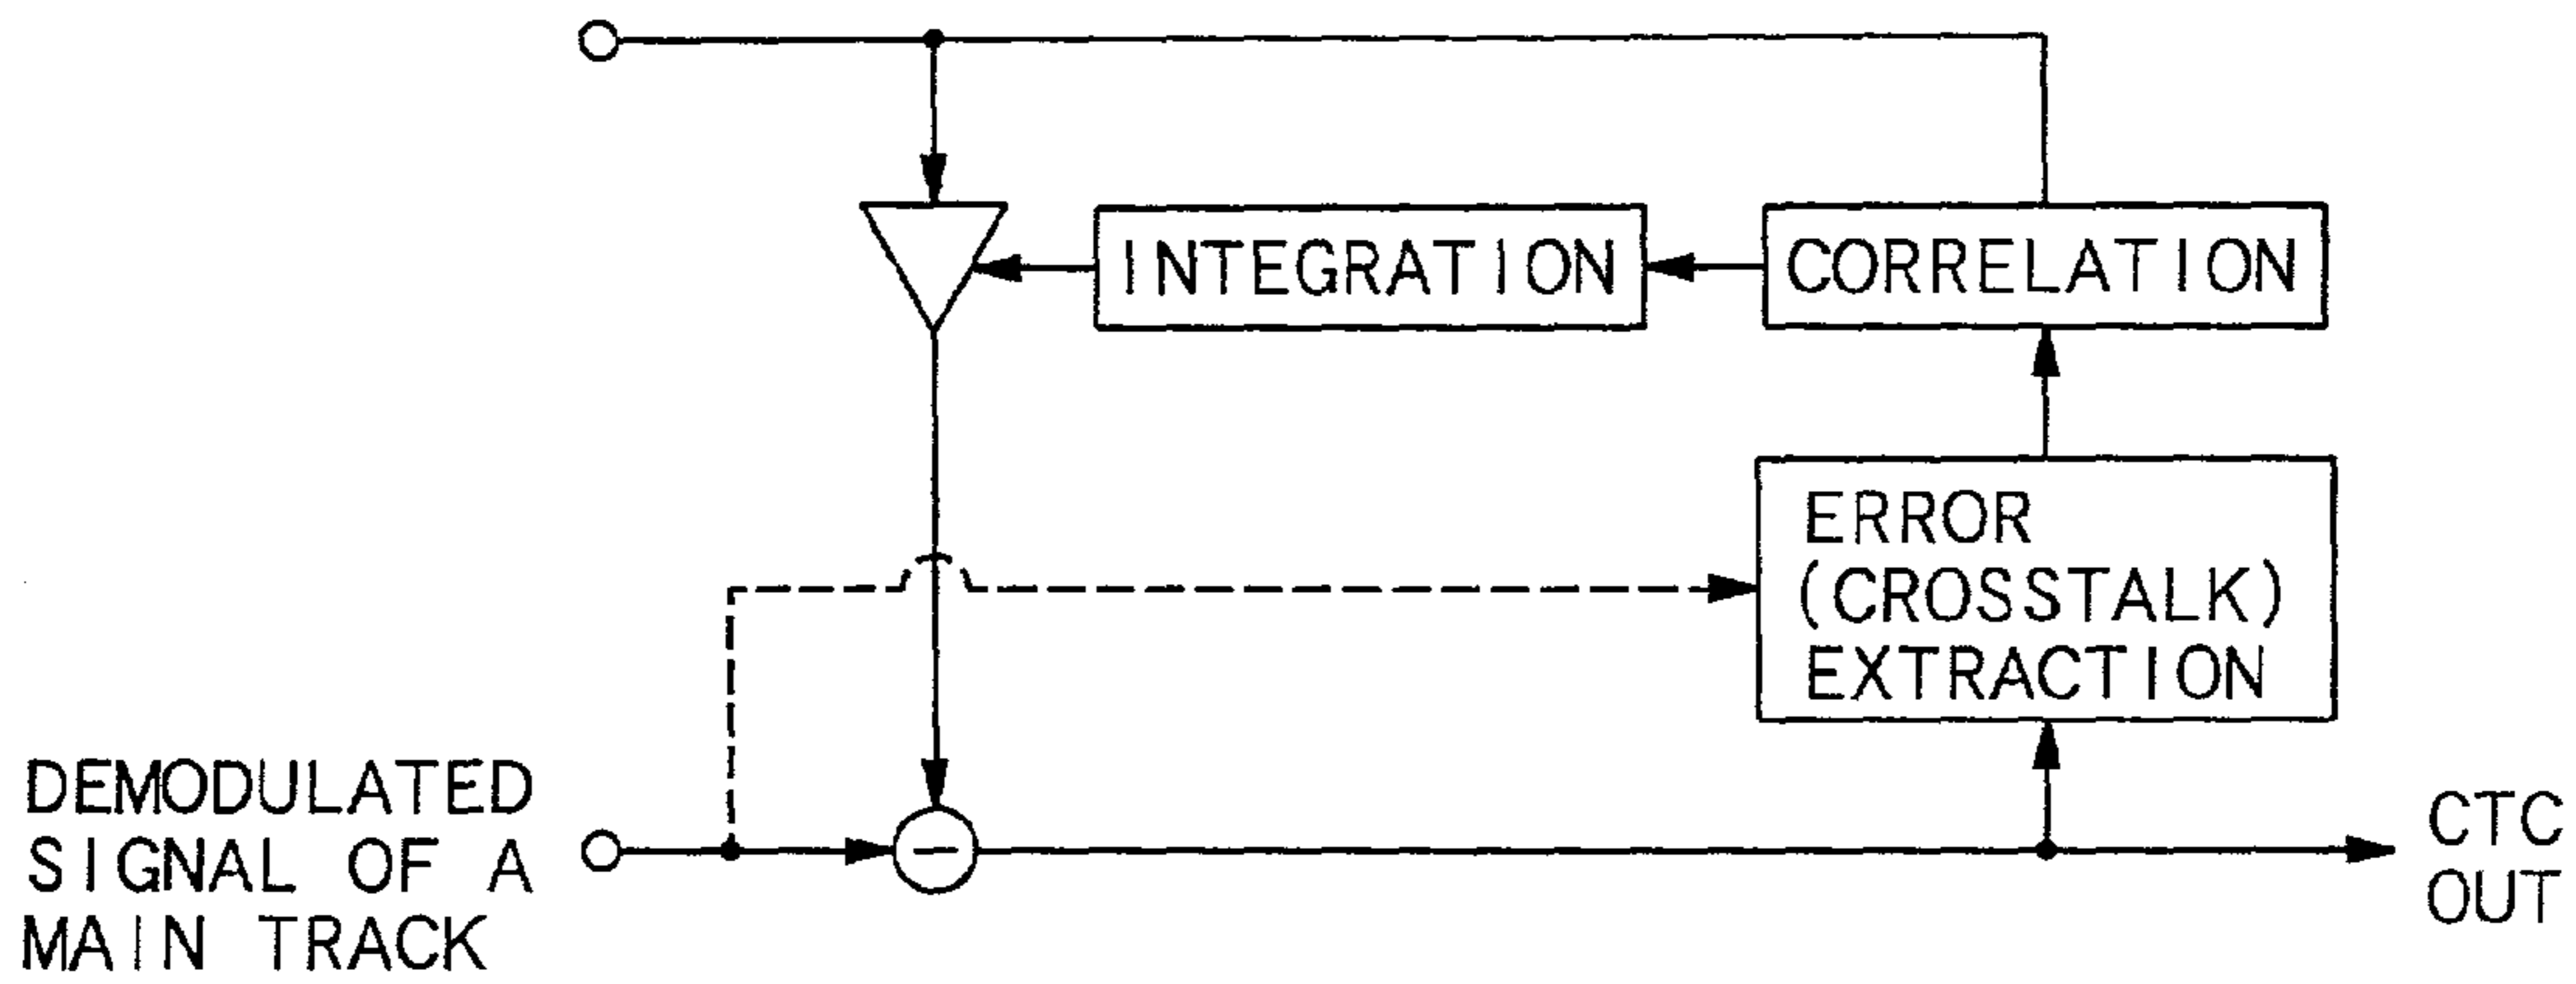 INTEGRATION
CORRELATION
ERROR
(CROSSTALK)
EXTRACTION
DEMODULATED
SIGNAL OF A
MAIN TRACK
−
CTC
OUT